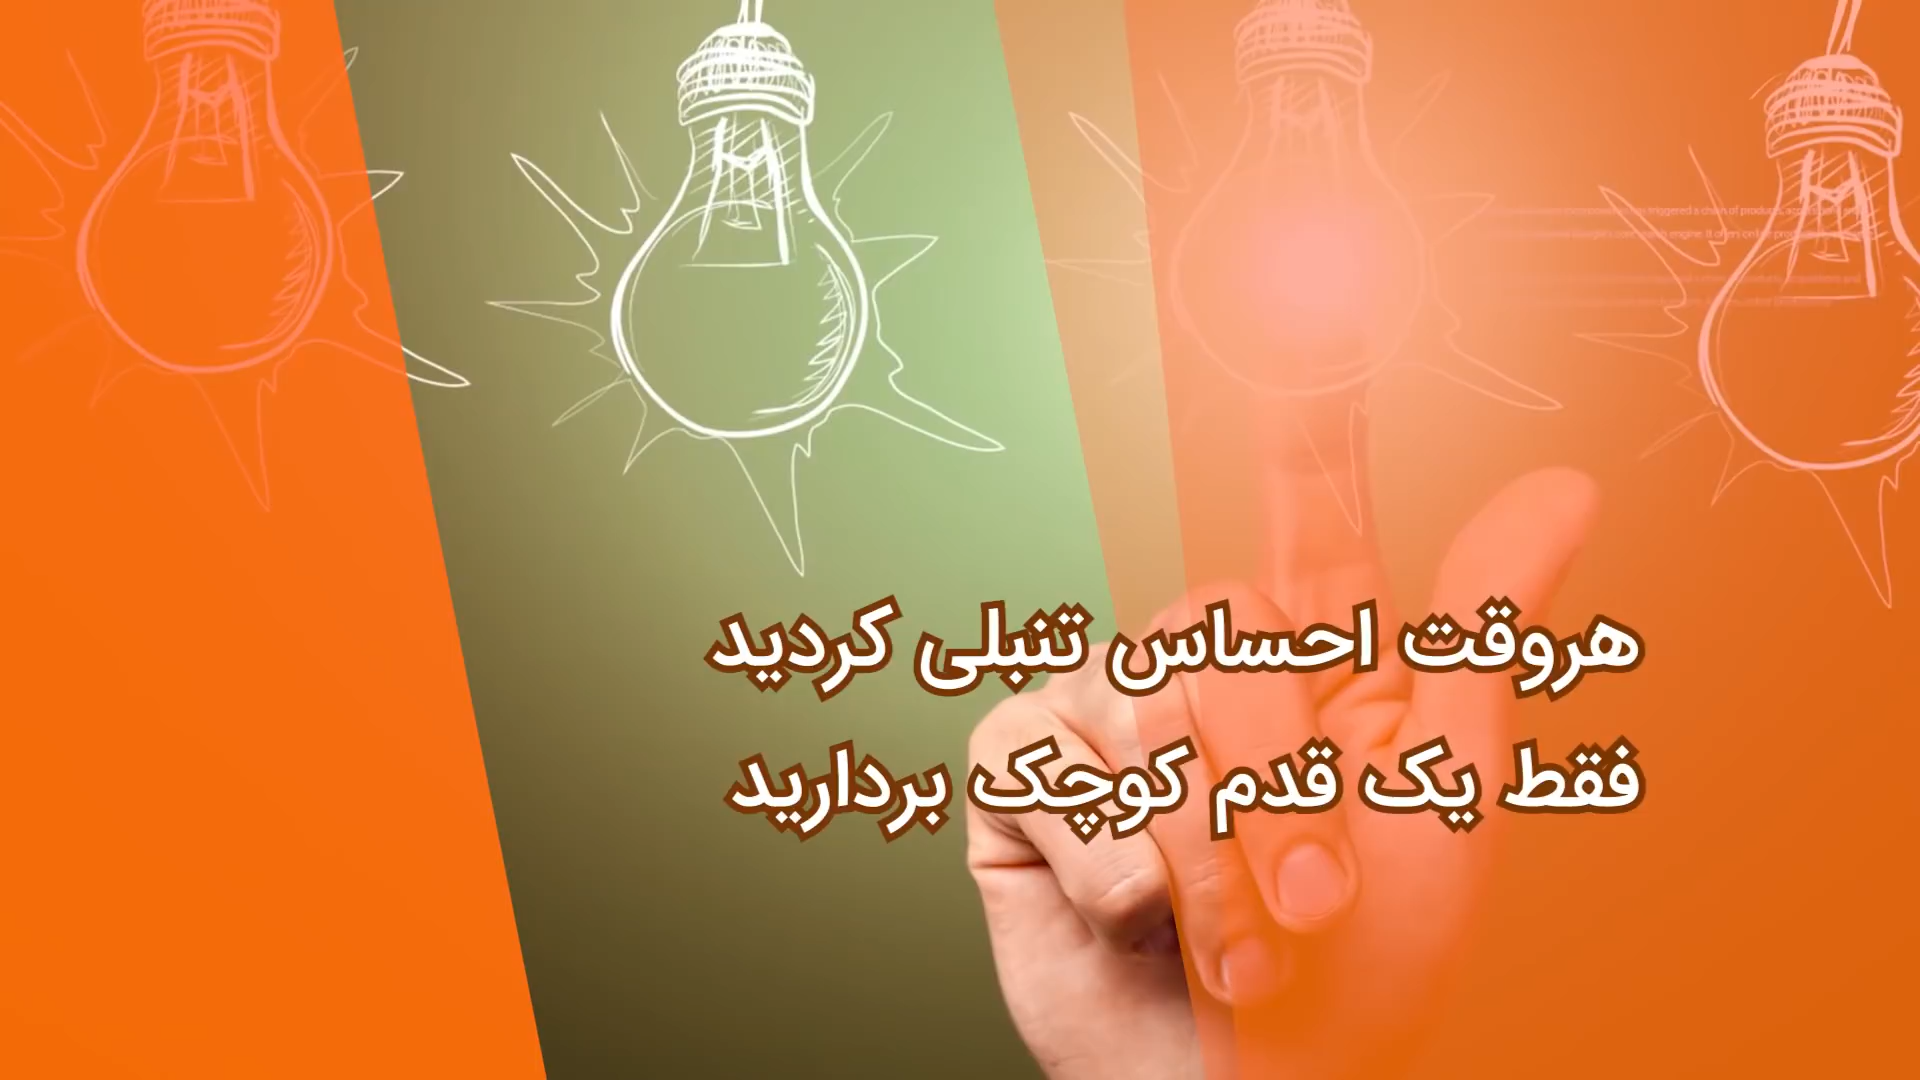 هروقت احساس تنبلی کردید
فقط یک قدم کوچک بردارید